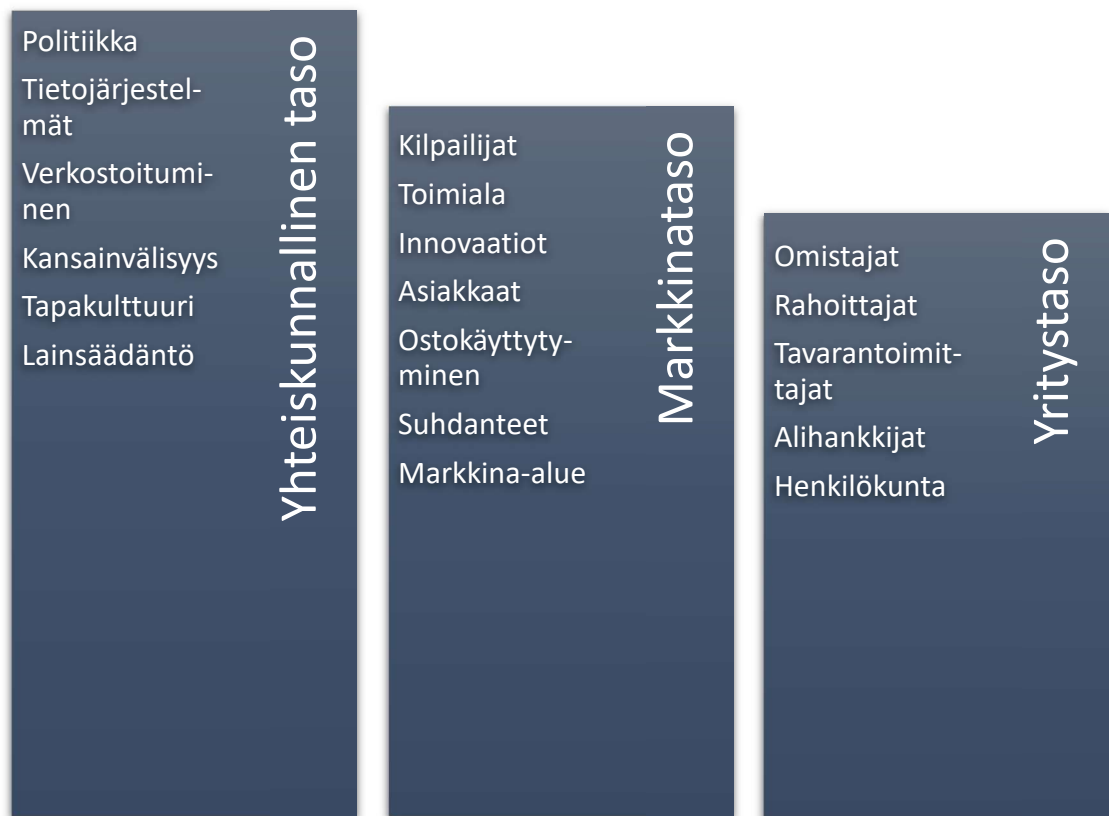 Politiikka
Tietojärjestel-
mät
Verkostoitumi-
nen
Kansainvälisyys
Tapakulttuuri
Lainsäädäntö
Yhteiskunnallinen taso
Kilpailijat
Toimiala
Innovaatiot
Asiakkaat
Ostokäyttyty-
minen
Suhdanteet
Markkina-alue
Markkinataso
Omistajat
Rahoittajat
Tavarantoimit-
tajat
Alihankkijat
Henkilökunta
Yritystaso